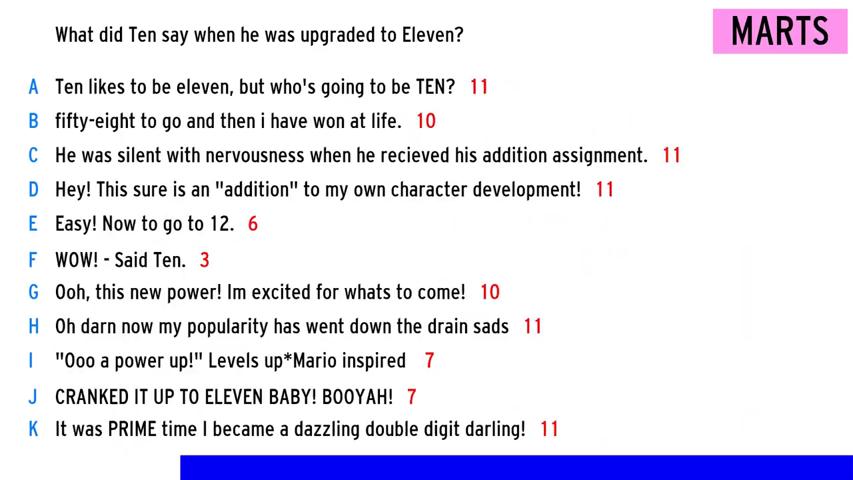 What did Ten say when he was upgraded to Eleven?
MARTS
A Ten likes to be eleven, but who's going to be TEN? 11
B fifty-eight to go and then i have won at life. 10
C He was silent with nervousness when he recieved his addition assignment. 11
D Hey! This sure is an "addition" to my own character development! 11
E Easy! Now to go to 12. 6
F WOW! - Said Ten. 3
G Ooh, this new power! Im excited for whats to come! 10
H Oh darn now my popularity has went down the drain sads 11
I "Ooo a power up!" Levels up*Mario inspired 7
J CRANKED IT UP TO ELEVEN BABY! BOOYAH! 7
K It was PRIME time I became a dazzling double digit darling! 11